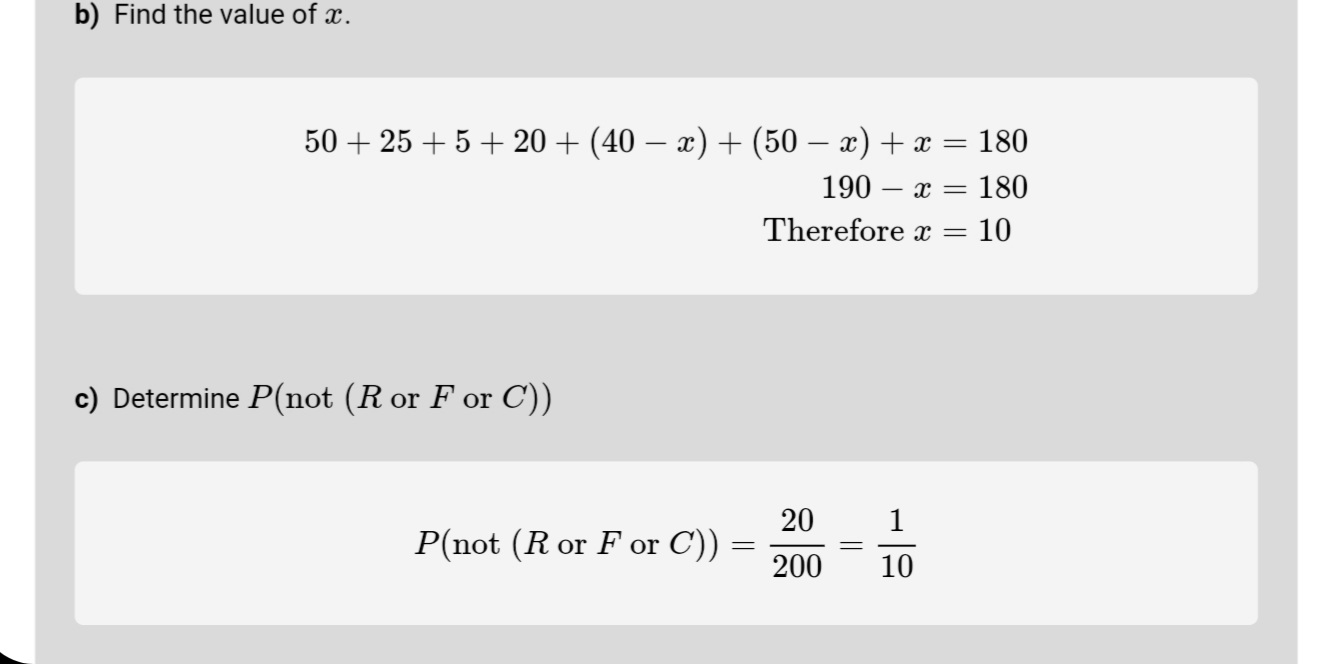 b) Find the value of x.
50 + 25 + 5 + 20 + (40 − x) + (50 − x) + x = 180
190 − x = 180
Therefore x = 10
c) Determine P(not (R or F or C))
P(not (R or F or C)) = 20/200 = 1/10